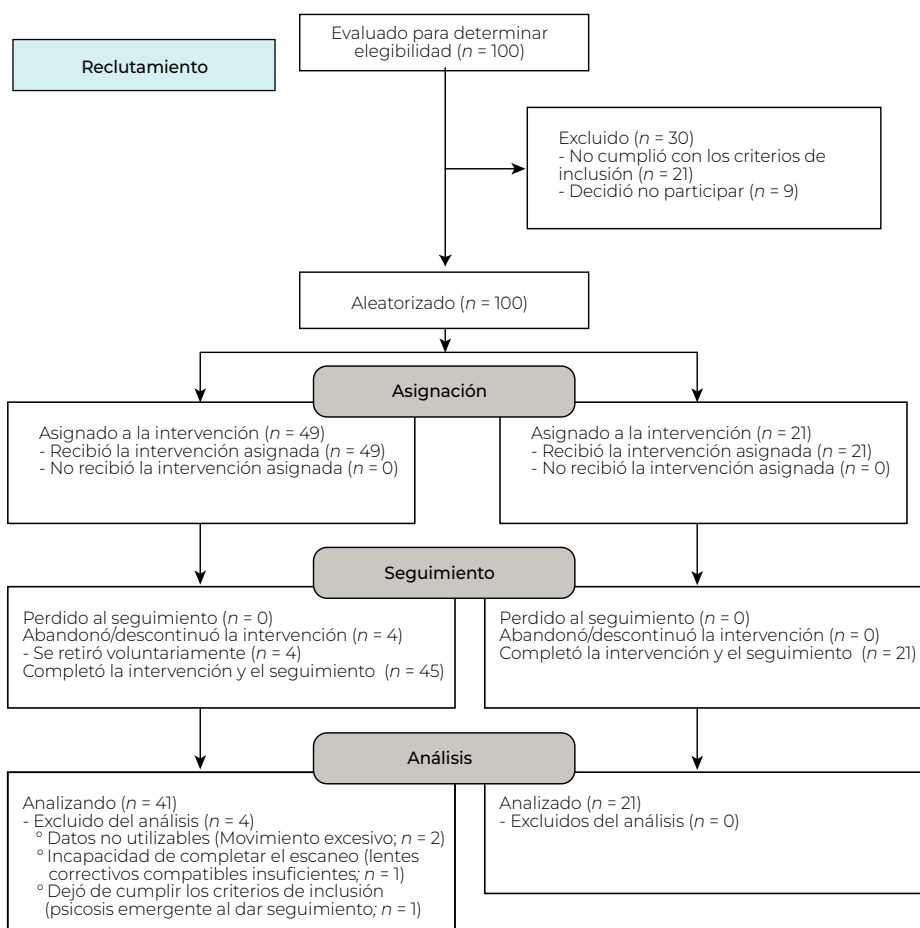 Evaluado para determinar
elegibilidad (n = 100)
Reclutamiento
Excluido (n = 30)
- No cumplió con los criterios de
inclusión (n = 21)
- Decidió no participar (n = 9)
Aleatorizado (n = 100)
Asignación
Asignado a la intervención (n = 49)
- Recibió la intervención asignada (n = 49)
- No recibió la intervención asignada (n = 0)
Asignado a la intervención (n = 21)
- Recibió la intervención asignada (n = 21)
- No recibió la intervención asignada (n = 0)
Seguimiento
Perdido al seguimiento (n = 0)
Abandonó/descontinuó la intervención (n = 4)
- Se retiró voluntariamente (n = 4)
Completó la intervención y el seguimiento (n = 45)
Perdido al seguimiento (n = 0)
Abandonó/descontinuó la intervención (n = 0)
Completó la intervención y el seguimiento (n = 21)
Análisis
Analizando (n = 41)
- Excluido del análisis (n = 4)
° Datos no utilizables (Movimiento excesivo; n = 2)
° Incapacidad de completar el escaneo (lentes
correctivos compatibles insuficientes; n = 1)
° Dejó de cumplir los criterios de inclusión
(psicosis emergente al dar seguimiento; n = 1)
Analizado (n = 21)
- Excluidos del análisis (n = 0)